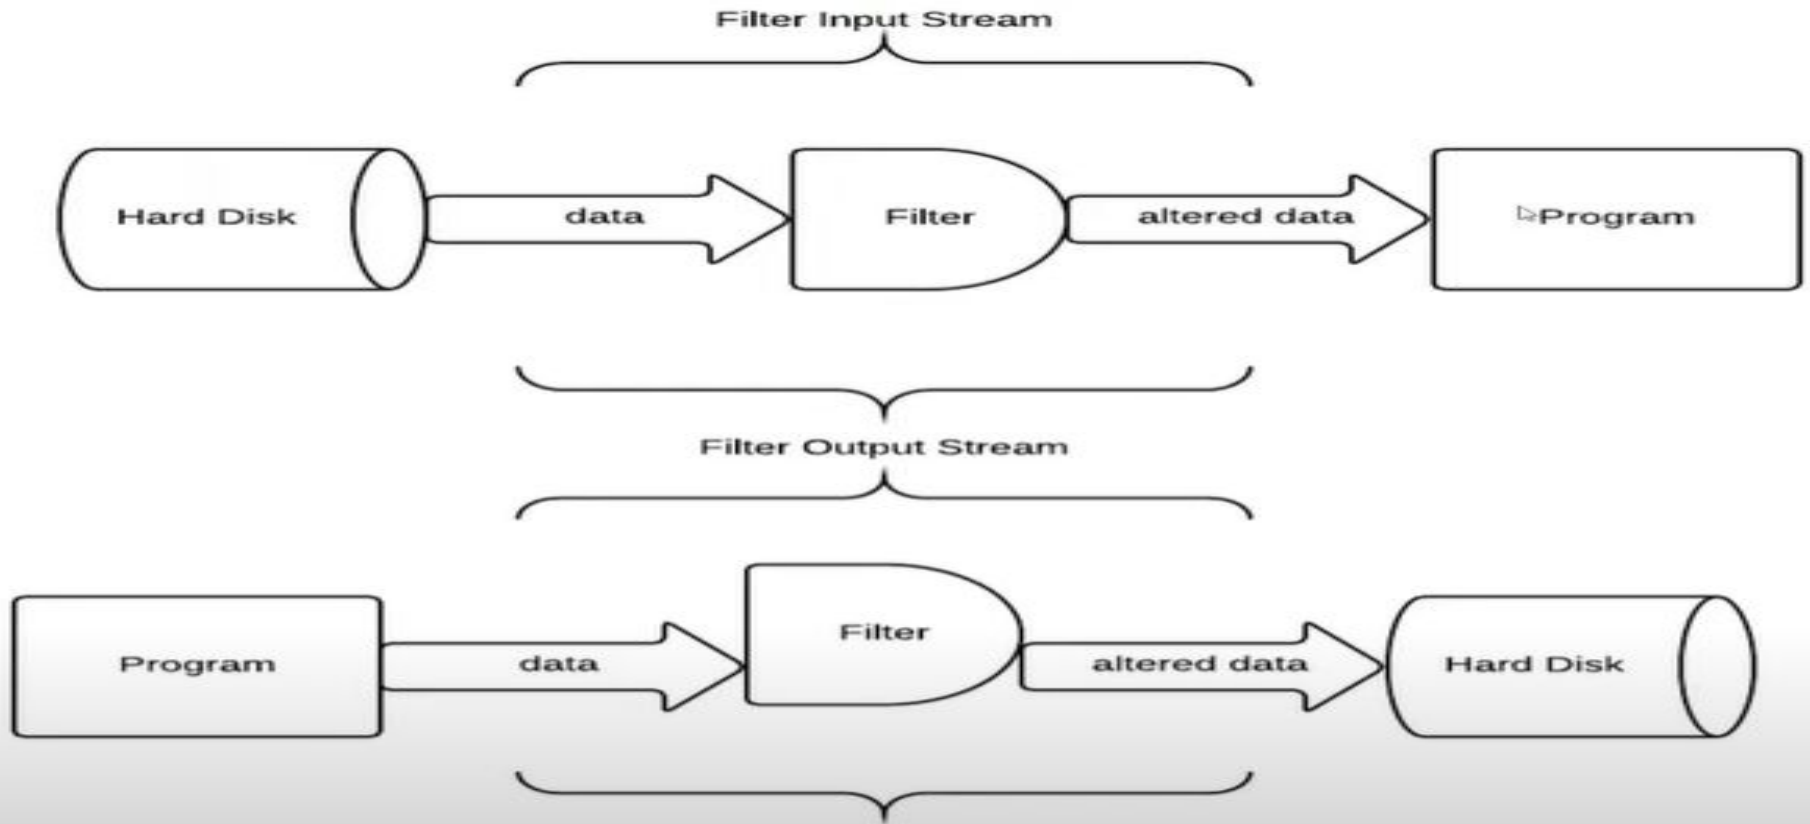 Filter Input Stream
Hard Disk
data
Filter
altered data
Program
Filter Output Stream
Program
data
Filter
altered data
Hard Disk